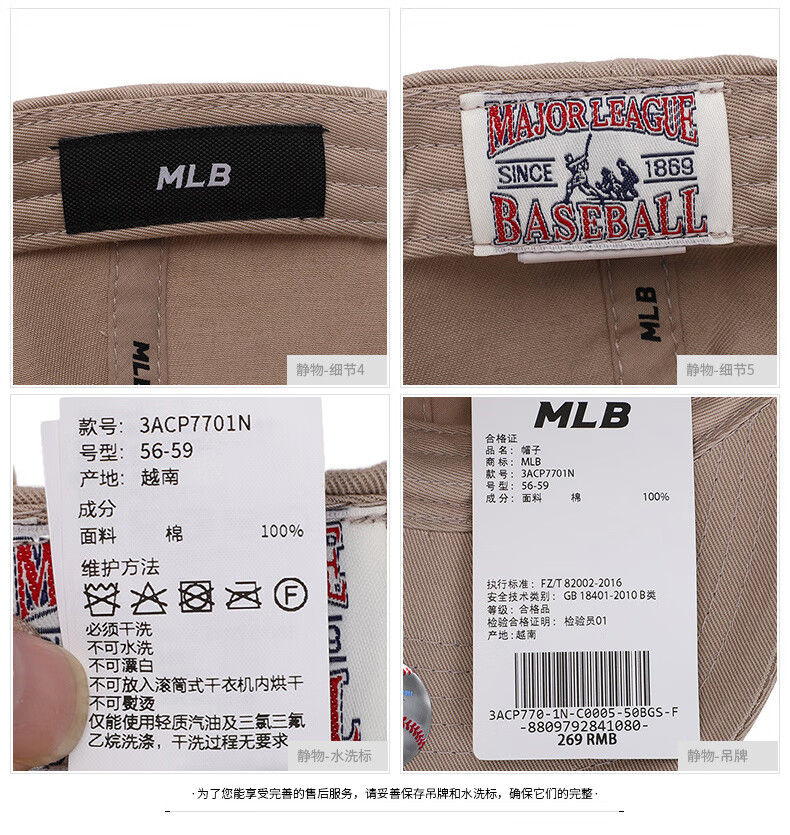 MLB
MLB
静物-细节4
MAJOR LEAGUE
SINCE 1869
BASEBALL
MLB
静物-细节5
款号: 3ACP7701N
号型: 56-59
产地: 越南
成分
面料 棉 100%
维护方法
F
必须干洗
不可水洗
不可漂白
不可放入滚筒式干衣机内烘干
不可熨烫
仅能使用轻质汽油及三氯三氟
乙烷洗涤，干洗过程无要求
静物-水洗标
MLB
合格证
品名: 帽子
商标: MLB
款号: 3ACP7701N
号型: 56-59
成分: 面料 棉 100%
执行标准: FZ/T 82002-2016
安全技术类别: GB 18401-2010 B类
等级: 合格品
检验合格证明: 检验员01
产地:越南
3ACP770-1N-C0005-50BGS-F
-8809792841080-
269 RMB
静物-吊牌
·为了您能享受完善的售后服务，请妥善保存吊牌和水洗标，确保它们的完整·